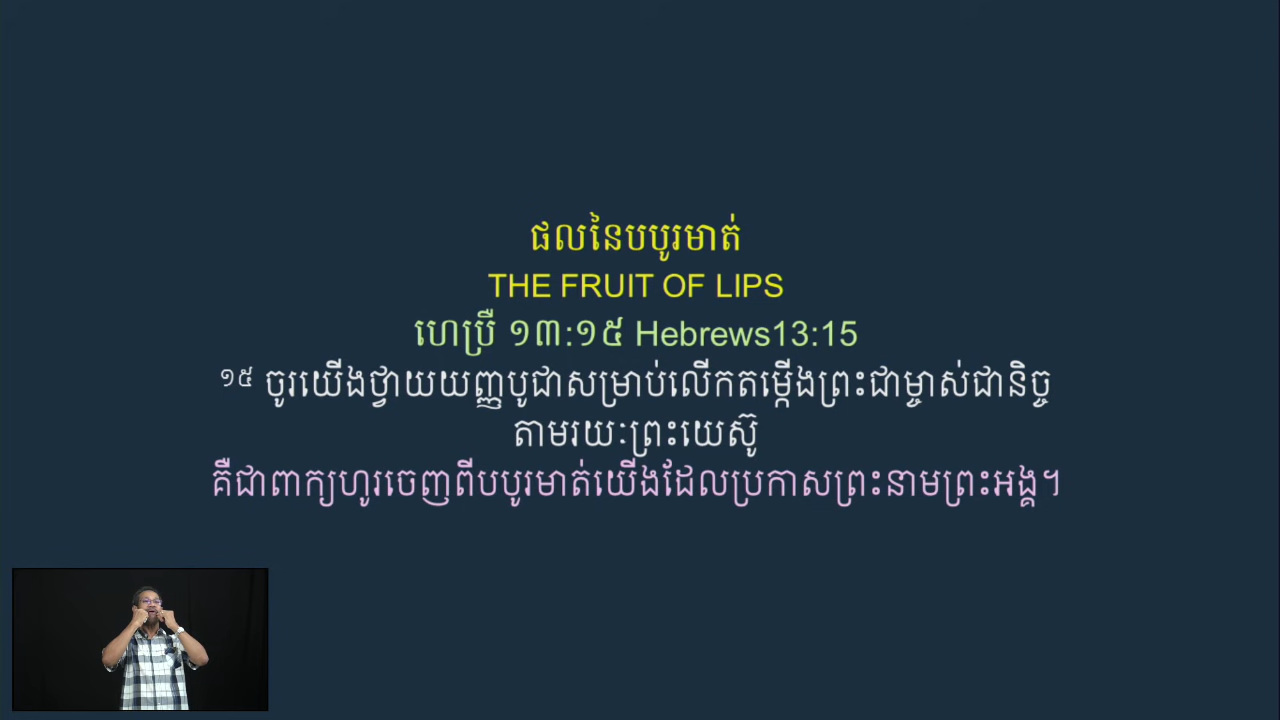 ផលនៃបបូរមាត់
THE FRUIT OF LIPS
ហេប្រឺ ១៣:១៥ Hebrews13:15
១៥ ចូរយើងថ្វាយយញ្ញបូជាសម្រាប់លើកតម្កើងព្រះជាម្ចាស់ជានិច្ច
តាមរយៈព្រះយេស៊ូ
គឺជាពាក្យហូរចេញពីបបូរមាត់យើងដែលប្រកាសព្រះនាមព្រះអង្គ។